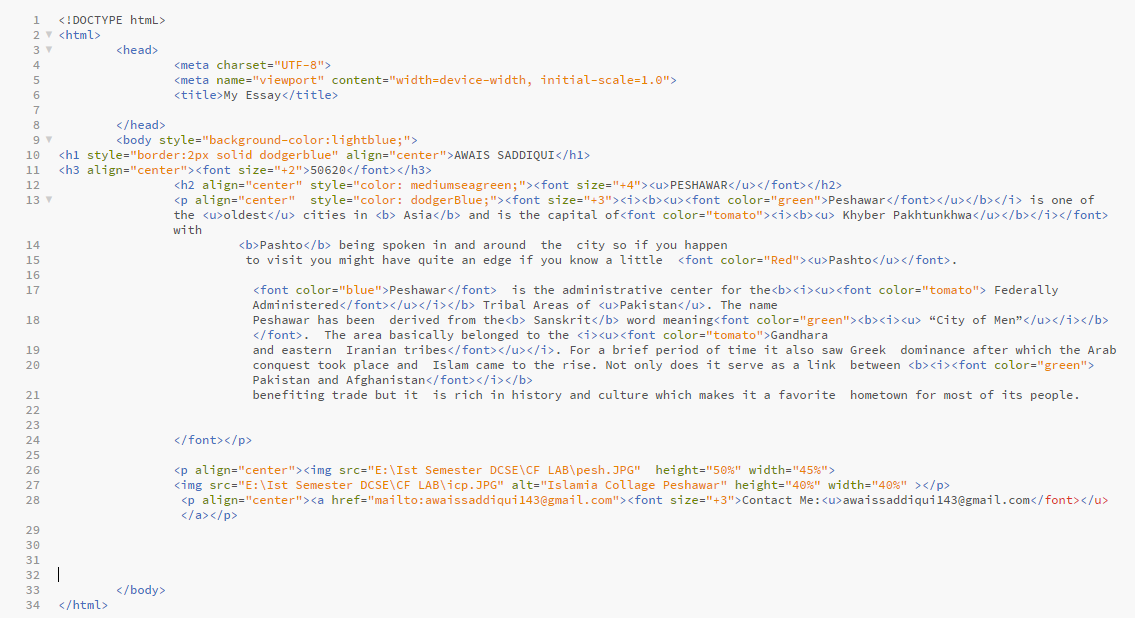 1 <!DOCTYPE htmL>
2 <html>
3 <head>
4 <meta charset="UTF-8">
5 <meta name="viewport" content="width=device-width, initial-scale=1.0">
6 <title>My Essay</title>
7
8 </head>
9 <body style="background-color:lightblue;">
10 <h1 style="border:2px solid dodgerblue" align="center">AWAIS SADDIQUI</h1>
11 <h3 align="center"><font size="+2">50620</font></h3>
12 <h2 align="center" style="color: mediumseagreen;"><font size="+4"><u>PESHAWAR</u></font></h2>
13 <p align="center"  style="color: dodgerBlue;"><font size="+3"><i><b><u><font color="green">Peshawar</font></u></b></i> is one of
the <u>oldest</u> cities in <b> Asia</b> and is the capital of<font color="tomato"><i><b><u> Khyber Pakhtunkhwa</u></b></i></font>
with
14 <b>Pashto</b> being spoken in and around  the  city so if you happen
15 to visit you might have quite an edge if you know a little  <font color="Red"><u>Pashto</u></font>.
16
17 <font color="blue">Peshawar</font>  is the administrative center for the<b><i><u><font color="tomato"> Federally
Administered</font></u></i></b> Tribal Areas of <u>Pakistan</u>. The name
18 Peshawar has been  derived from the<b> Sanskrit</b> word meaning<font color="green"><b><i><u> “City of Men”</u></i></b>
</font>.  The area basically belonged to the <i><u><font color="tomato">Gandhara
19 and eastern  Iranian tribes</font></u></i>. For a brief period of time it also saw Greek  dominance after which the Arab
20 conquest took place and  Islam came to the rise. Not only does it serve as a link  between <b><i><font color="green">
Pakistan and Afghanistan</font></i></b>
21 benefiting trade but it  is rich in history and culture which makes it a favorite  hometown for most of its people.
22
23
24 </font></p>
25
26 <p align="center"><img src="E:\Ist Semester DCSE\CF LAB\pesh.JPG"  height="50%" width="45%">
27 <img src="E:\Ist Semester DCSE\CF LAB\icp.JPG" alt="Islamia Collage Peshawar" height="40%" width="40%" ></p>
28 <p align="center"><a href="mailto:awaissaddiqui143@gmail.com"><font size="+3">Contact Me:<u>awaissaddiqui143@gmail.com</font></u>
</a></p>
29
30
31
32
33 </body>
34 </html>